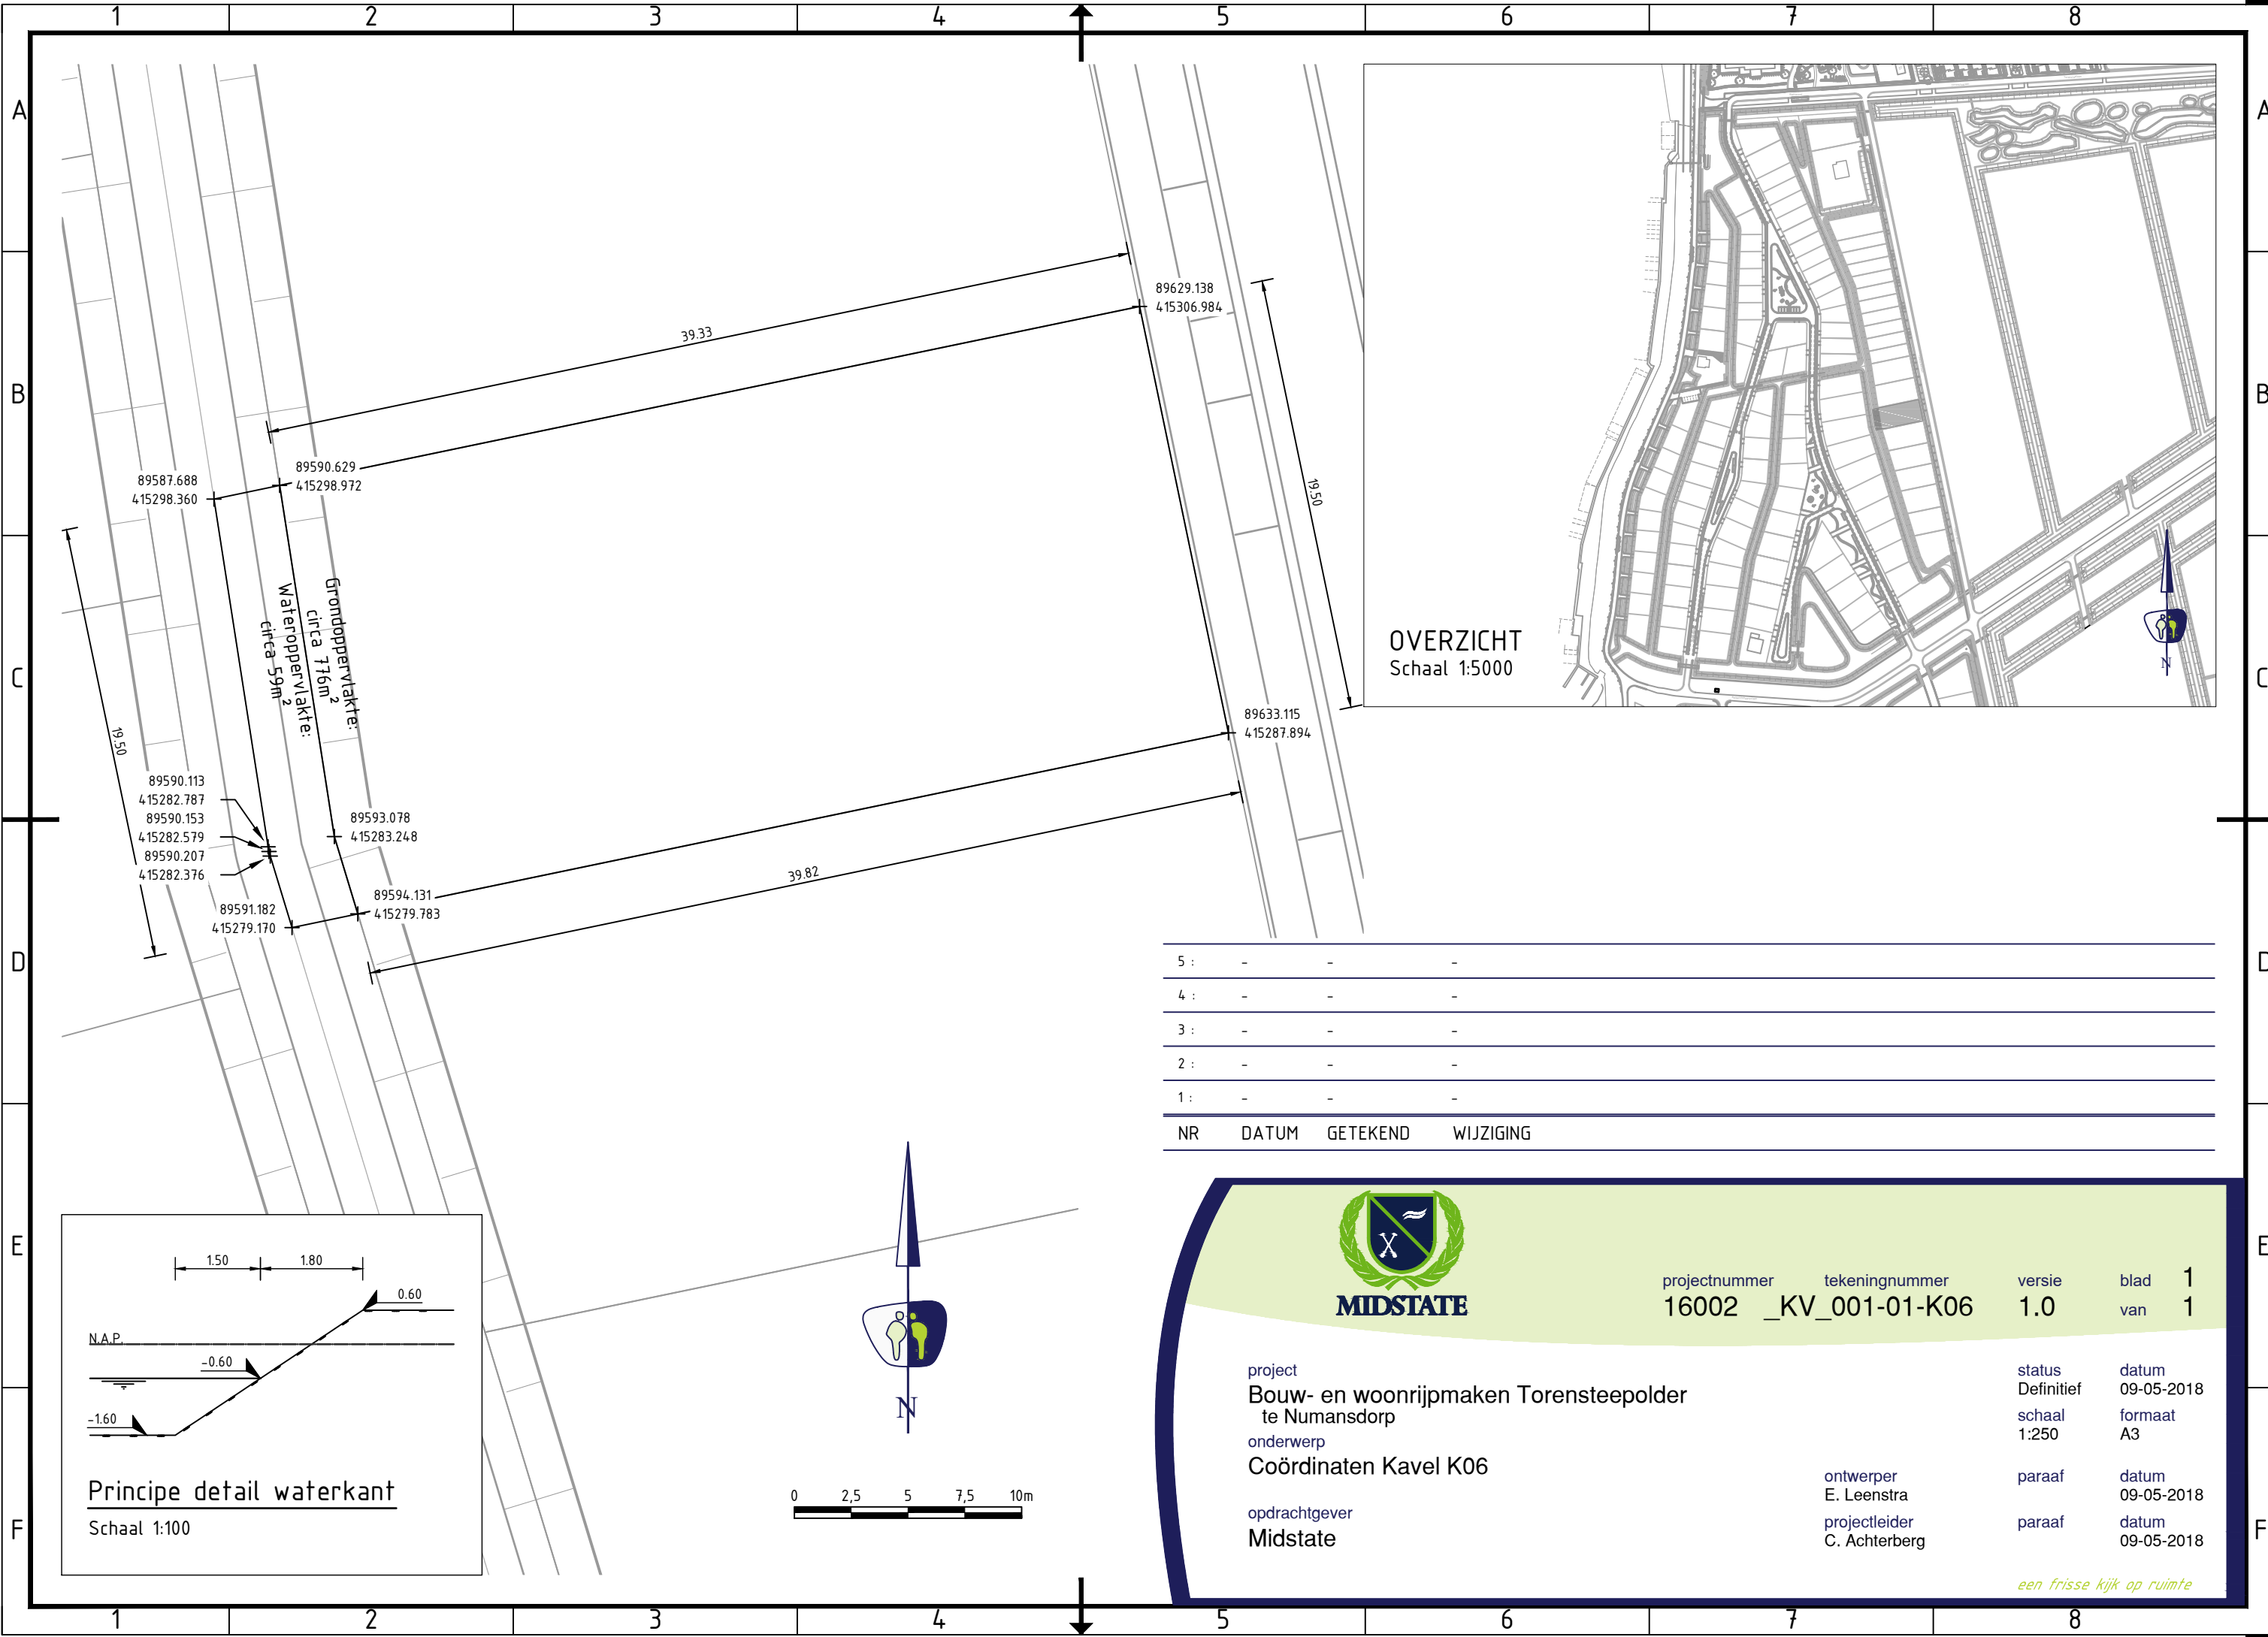 1 2 3 4 5 6 7 8
A A
B B
C C
D D
E E
F F
39.33
89629.138
415306.984
89590.629
415298.972
89587.688
415298.360
19.50
Grondoppervlakte:
circa 776m²
Wateroppervlakte:
circa 59m²
19.50
89633.115
415287.894
89590.113
415282.787
89590.153
415282.579
89590.207
415282.376
89593.078
415283.248
39.82
89594.131
415279.783
89591.182
415279.170
OVERZICHT
Schaal 1:5000
N
5 : - - -
4 : - - -
3 : - - -
2 : - - -
1 : - - -
NR DATUM GETEKEND WIJZIGING
1.50 1.80
0.60
N.A.P.
-0.60
-1.60
Principe detail waterkant
Schaal 1:100
N
0 2,5 5 7,5 10m
MIDSTATE
projectnummer tekeningnummer versie blad 1
16002 _KV_001-01-K06 1.0 van 1
project
Bouw- en woonrijpmaken Torensteepolder
te Numansdorp
onderwerp
Coördinaten Kavel K06
opdrachtgever
Midstate
status datum
Definitief 09-05-2018
schaal formaat
1:250 A3
ontwerper paraaf datum
E. Leenstra 09-05-2018
projectleider paraaf datum
C. Achterberg 09-05-2018
een frisse kijk op ruimte
1 2 3 4 5 6 7 8